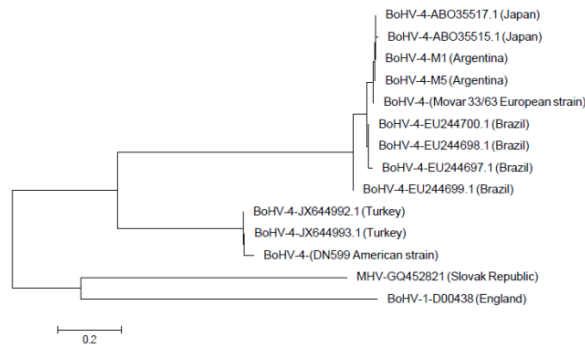 BoHV-4-ABO35517.1 (Japan)
BoHV-4-ABO35515.1 (Japan)
BoHV-4-M1 (Argentina)
BoHV-4-M5 (Argentina)
BoHV-4-(Movar 33/63 European strain)
BoHV-4-EU244700.1 (Brazil)
BoHV-4-EU244698.1 (Brazil)
BoHV-4-EU244697.1 (Brazil)
BoHV-4-EU244699.1 (Brazil)
BoHV-4-JX644992.1 (Turkey)
BoHV-4-JX644993.1 (Turkey)
BoHV-4-(DN599 American strain)
MHV-GQ452821 (Slovak Republic)
BoHV-1-D00438 (England)
0.2